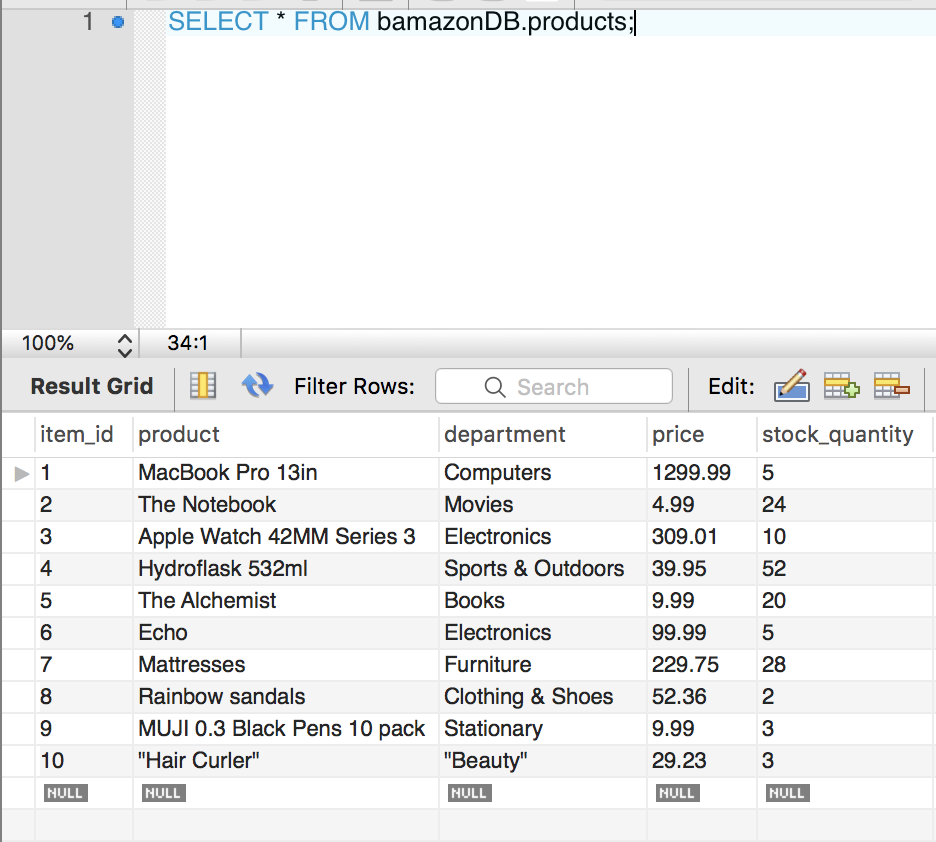 1 SELECT * FROM bamazonDB.products;
100% 34:1
Result Grid Filter Rows: Search Edit:
item_id product department price stock_quantity
1 MacBook Pro 13in Computers 1299.99 5
2 The Notebook Movies 4.99 24
3 Apple Watch 42MM Series 3 Electronics 309.01 10
4 Hydroflask 532ml Sports & Outdoors 39.95 52
5 The Alchemist Books 9.99 20
6 Echo Electronics 99.99 5
7 Mattresses Furniture 229.75 28
8 Rainbow sandals Clothing & Shoes 52.36 2
9 MUJI 0.3 Black Pens 10 pack Stationary 9.99 3
10 "Hair Curler" "Beauty" 29.23 3
NULL NULL NULL NULL NULL